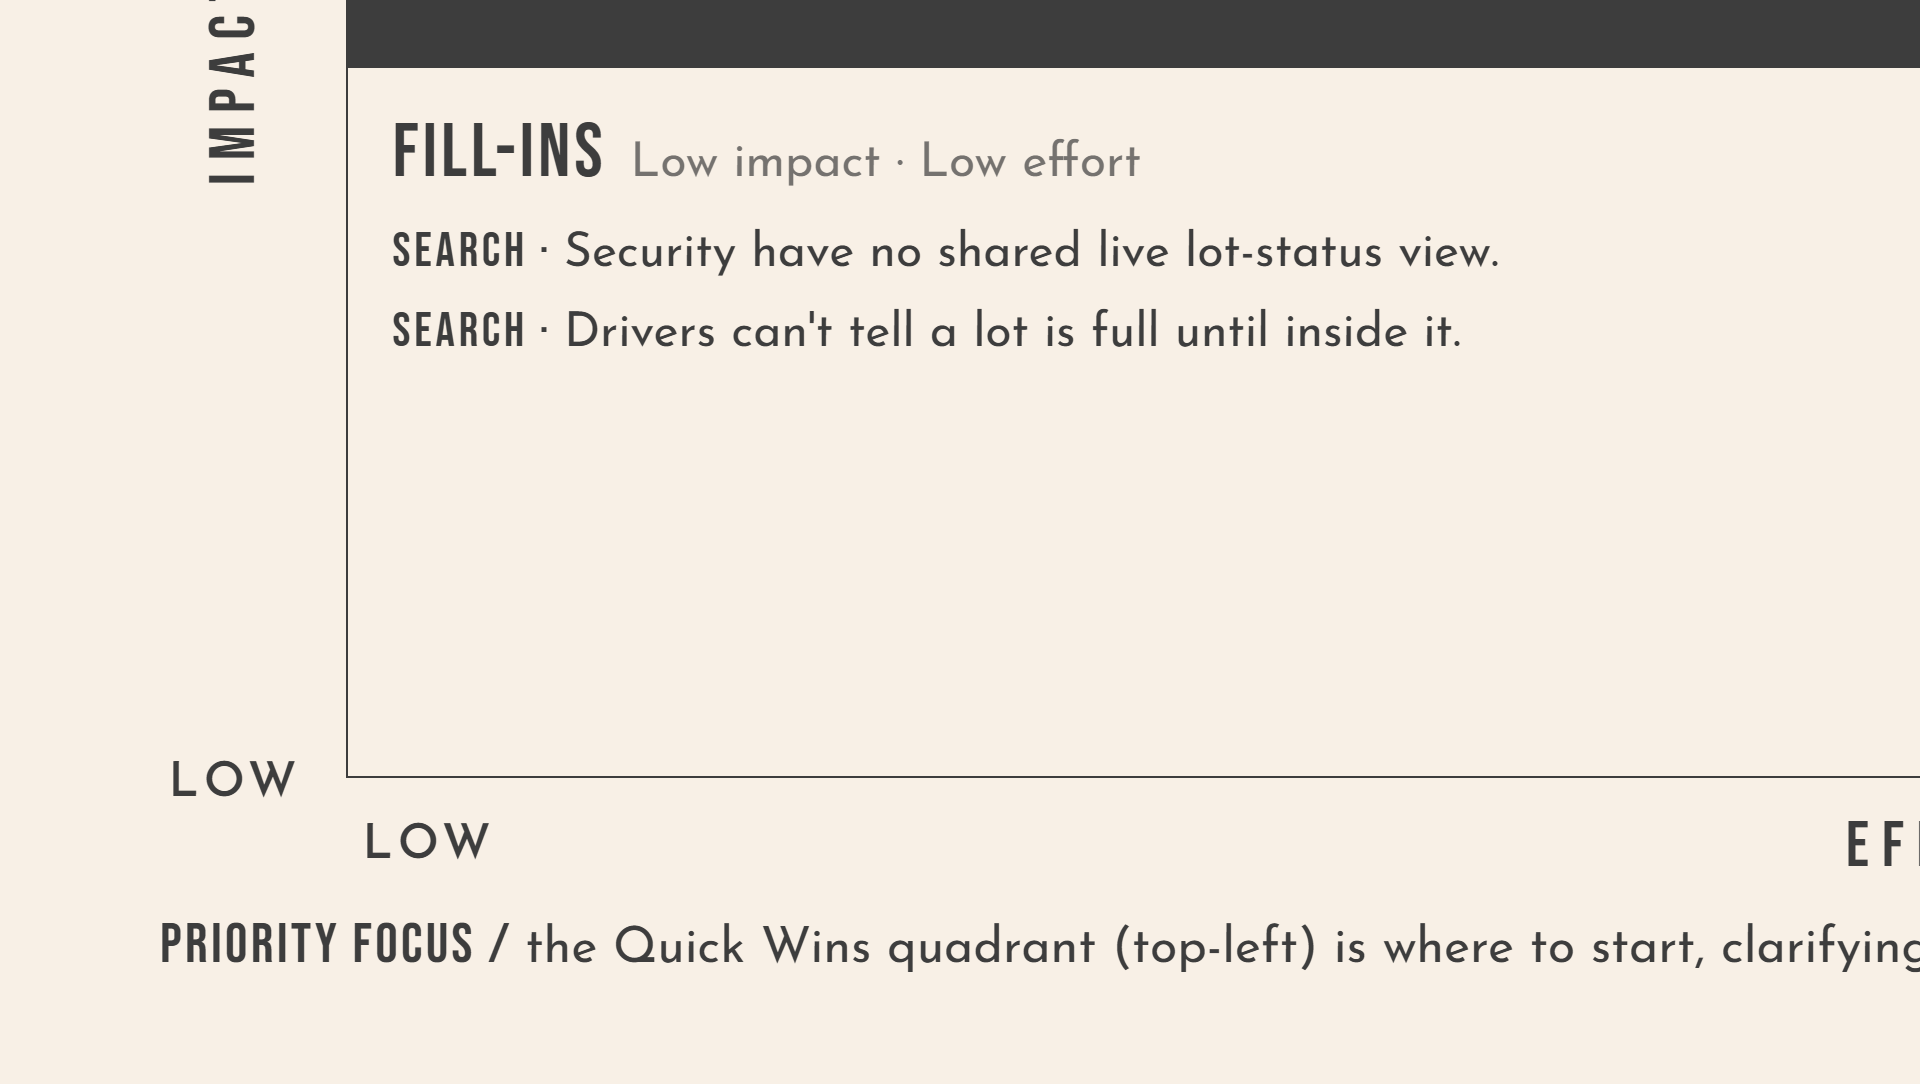 IMPAC
FILL-INS Low impact · Low effort
SEARCH · Security have no shared live lot-status view.
SEARCH · Drivers can't tell a lot is full until inside it.
LOW
LOW
EF
PRIORITY FOCUS / the Quick Wins quadrant (top-left) is where to start, clarifying